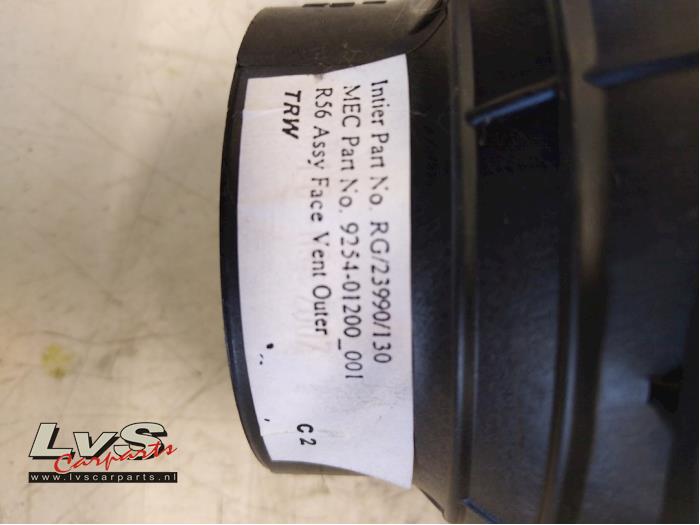 Intier Part No. RG/23990/130
MEC Part No. 9254-01200_001
R56 Assy Face Vent Outer
TRW
C2
LvS
Carparts
www.lvscarparts.nl